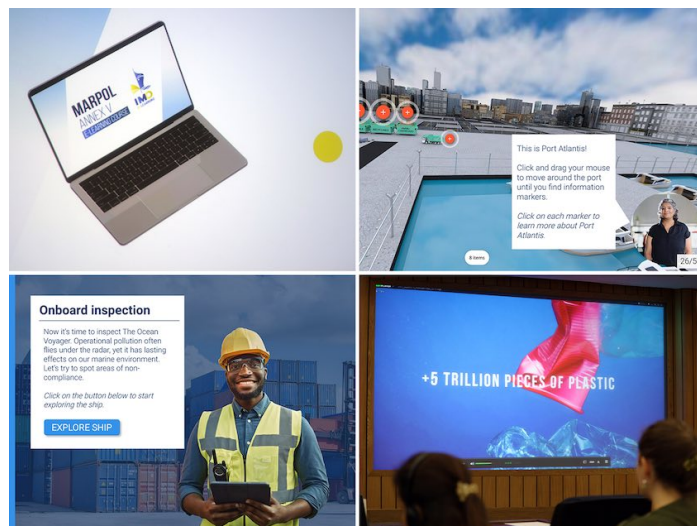 MARPOL
ANNEX V
E-LEARNING COURSE
IMO
This is Port Atlantis!
Click and drag your mouse
to move around the port
until you find information
markers.
Click on each marker to
learn more about Port
Atlantis.
8 items
26/5
Onboard inspection
Now it's time to inspect The Ocean
Voyager. Operational pollution often
flies under the radar, yet it has lasting
effects on our marine environment.
Let's try to spot areas of non-
compliance.
Click on the button below to start
exploring the ship.
EXPLORE SHIP
+5 TRILLION PIECES OF PLASTIC